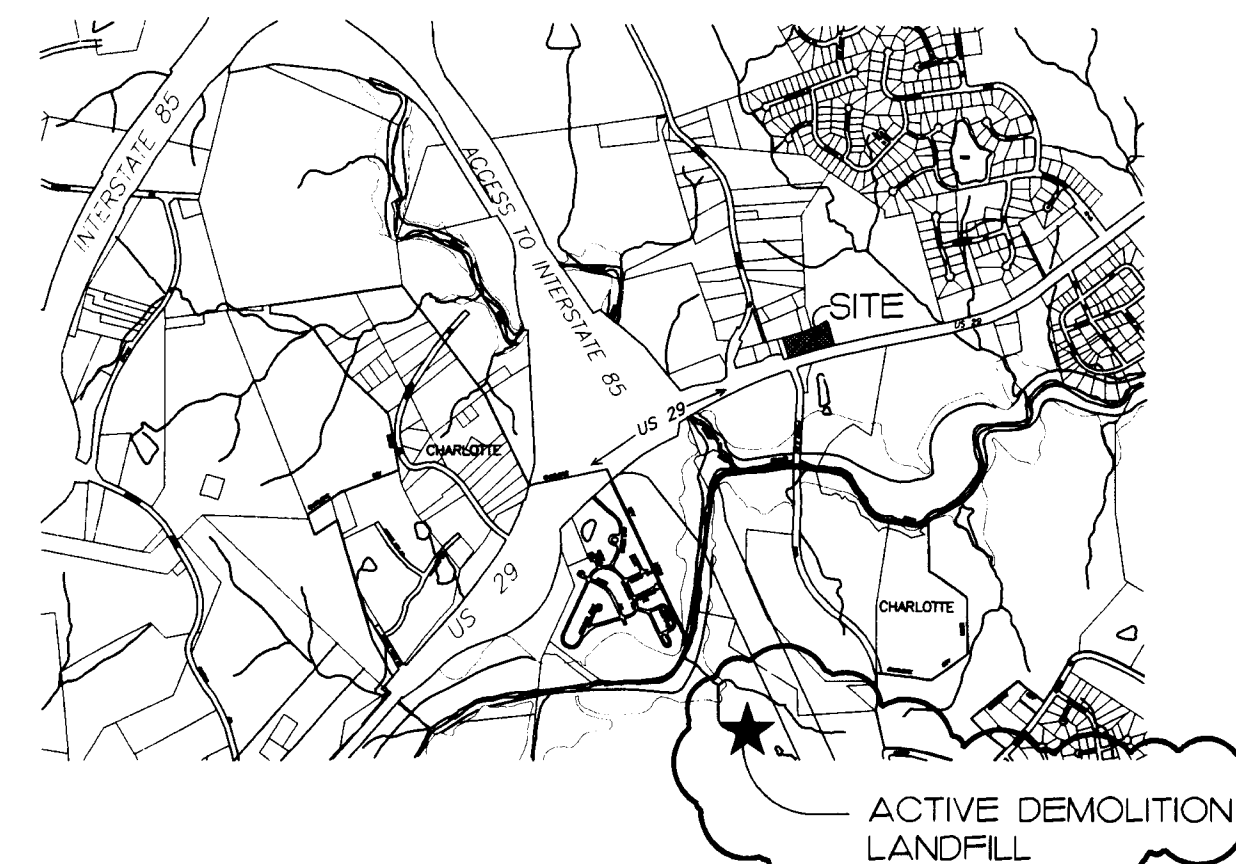 INTERSTATE 85
ACCESS TO INTERSTATE 85
SITE
US 29
US 29
CHARLOTTE
US 29
CHARLOTTE
ACTIVE DEMOLITION
LANDFILL